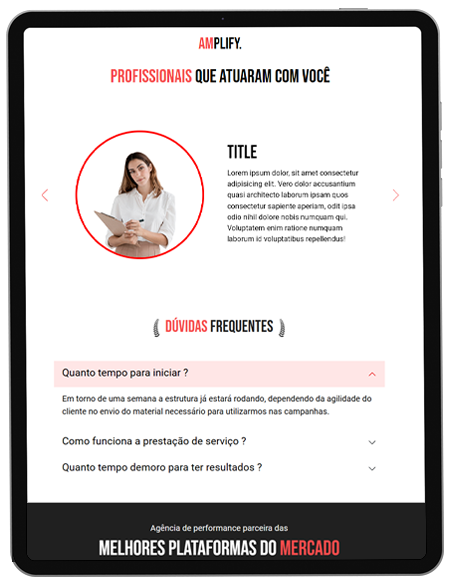 AMPLIFY.
PROFISSIONAIS QUE ATUARAM COM VOCÊ
TITLE
Lorem ipsum dolor, sit amet consectetur
adipisicing elit. Vero dolor accusantium
quasi architecto laborum ipsam quos
consectetur sapiente aperiam, odit ipsa
odio nihil dolore nobis numquam qui.
Voluptatem enim ratione numquam
laborum id voluptatibus repellendus!
DÚVIDAS FREQUENTES
Quanto tempo para iniciar ?
Em torno de uma semana a estrutura já estará rodando, dependendo da agilidade do
cliente no envio do material necessário para utilizarmos nas campanhas.
Como funciona a prestação de serviço ?
Quanto tempo demoro para ter resultados ?
Agência de performance parceira das
MELHORES PLATAFORMAS DO MERCADO